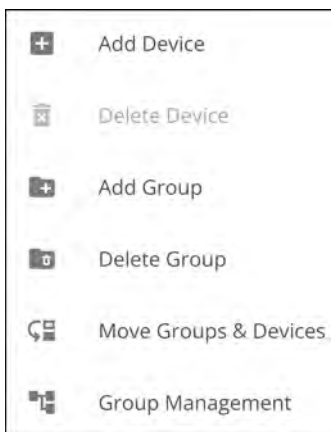 Add Device
Delete Device
Add Group
Delete Group
Move Groups & Devices
Group Management